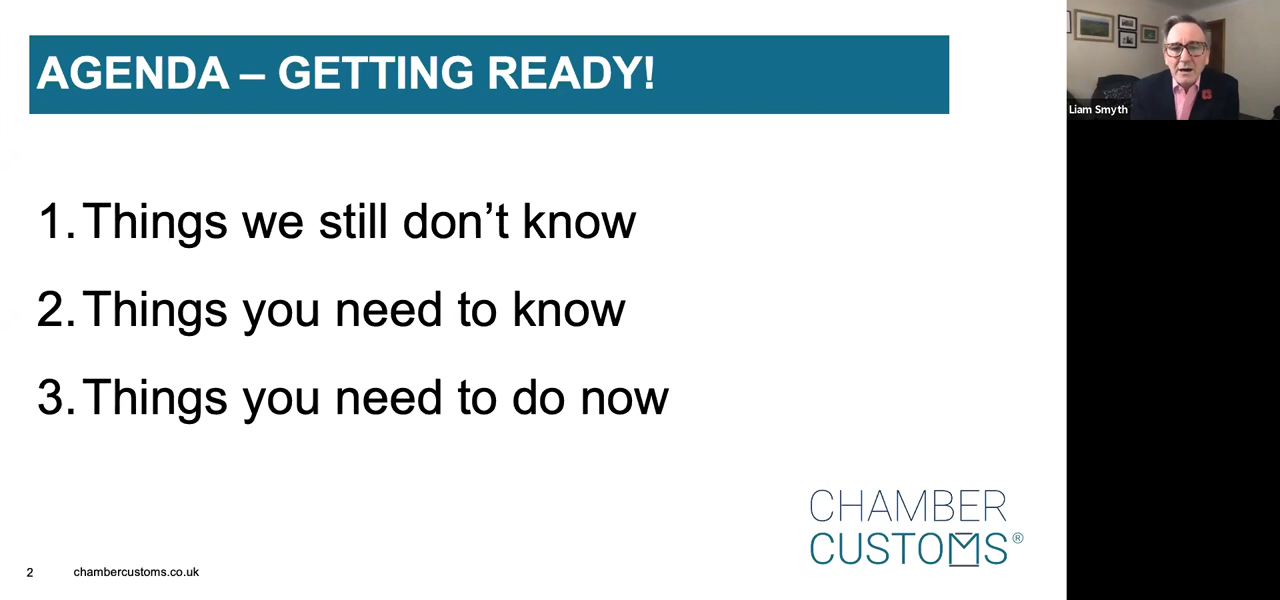 AGENDA – GETTING READY!
Liam Smyth
1. Things we still don’t know
2. Things you need to know
3. Things you need to do now
CHAMBER
CUSTOMS®
2
chambercustoms.co.uk